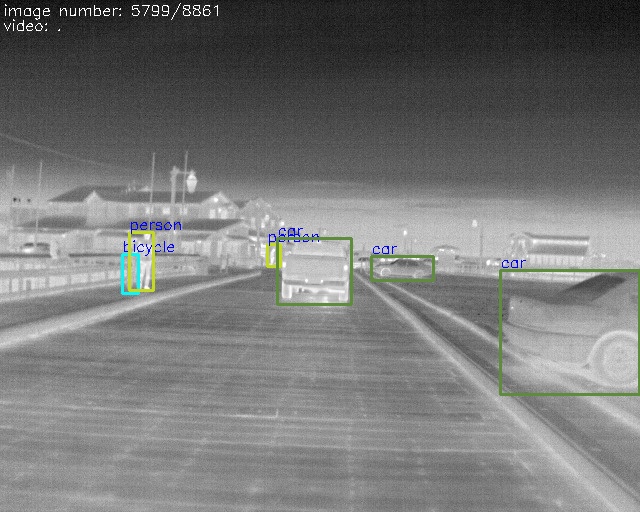 image number: 5799/8861
video: .
person
car
person
bicycle
car
car